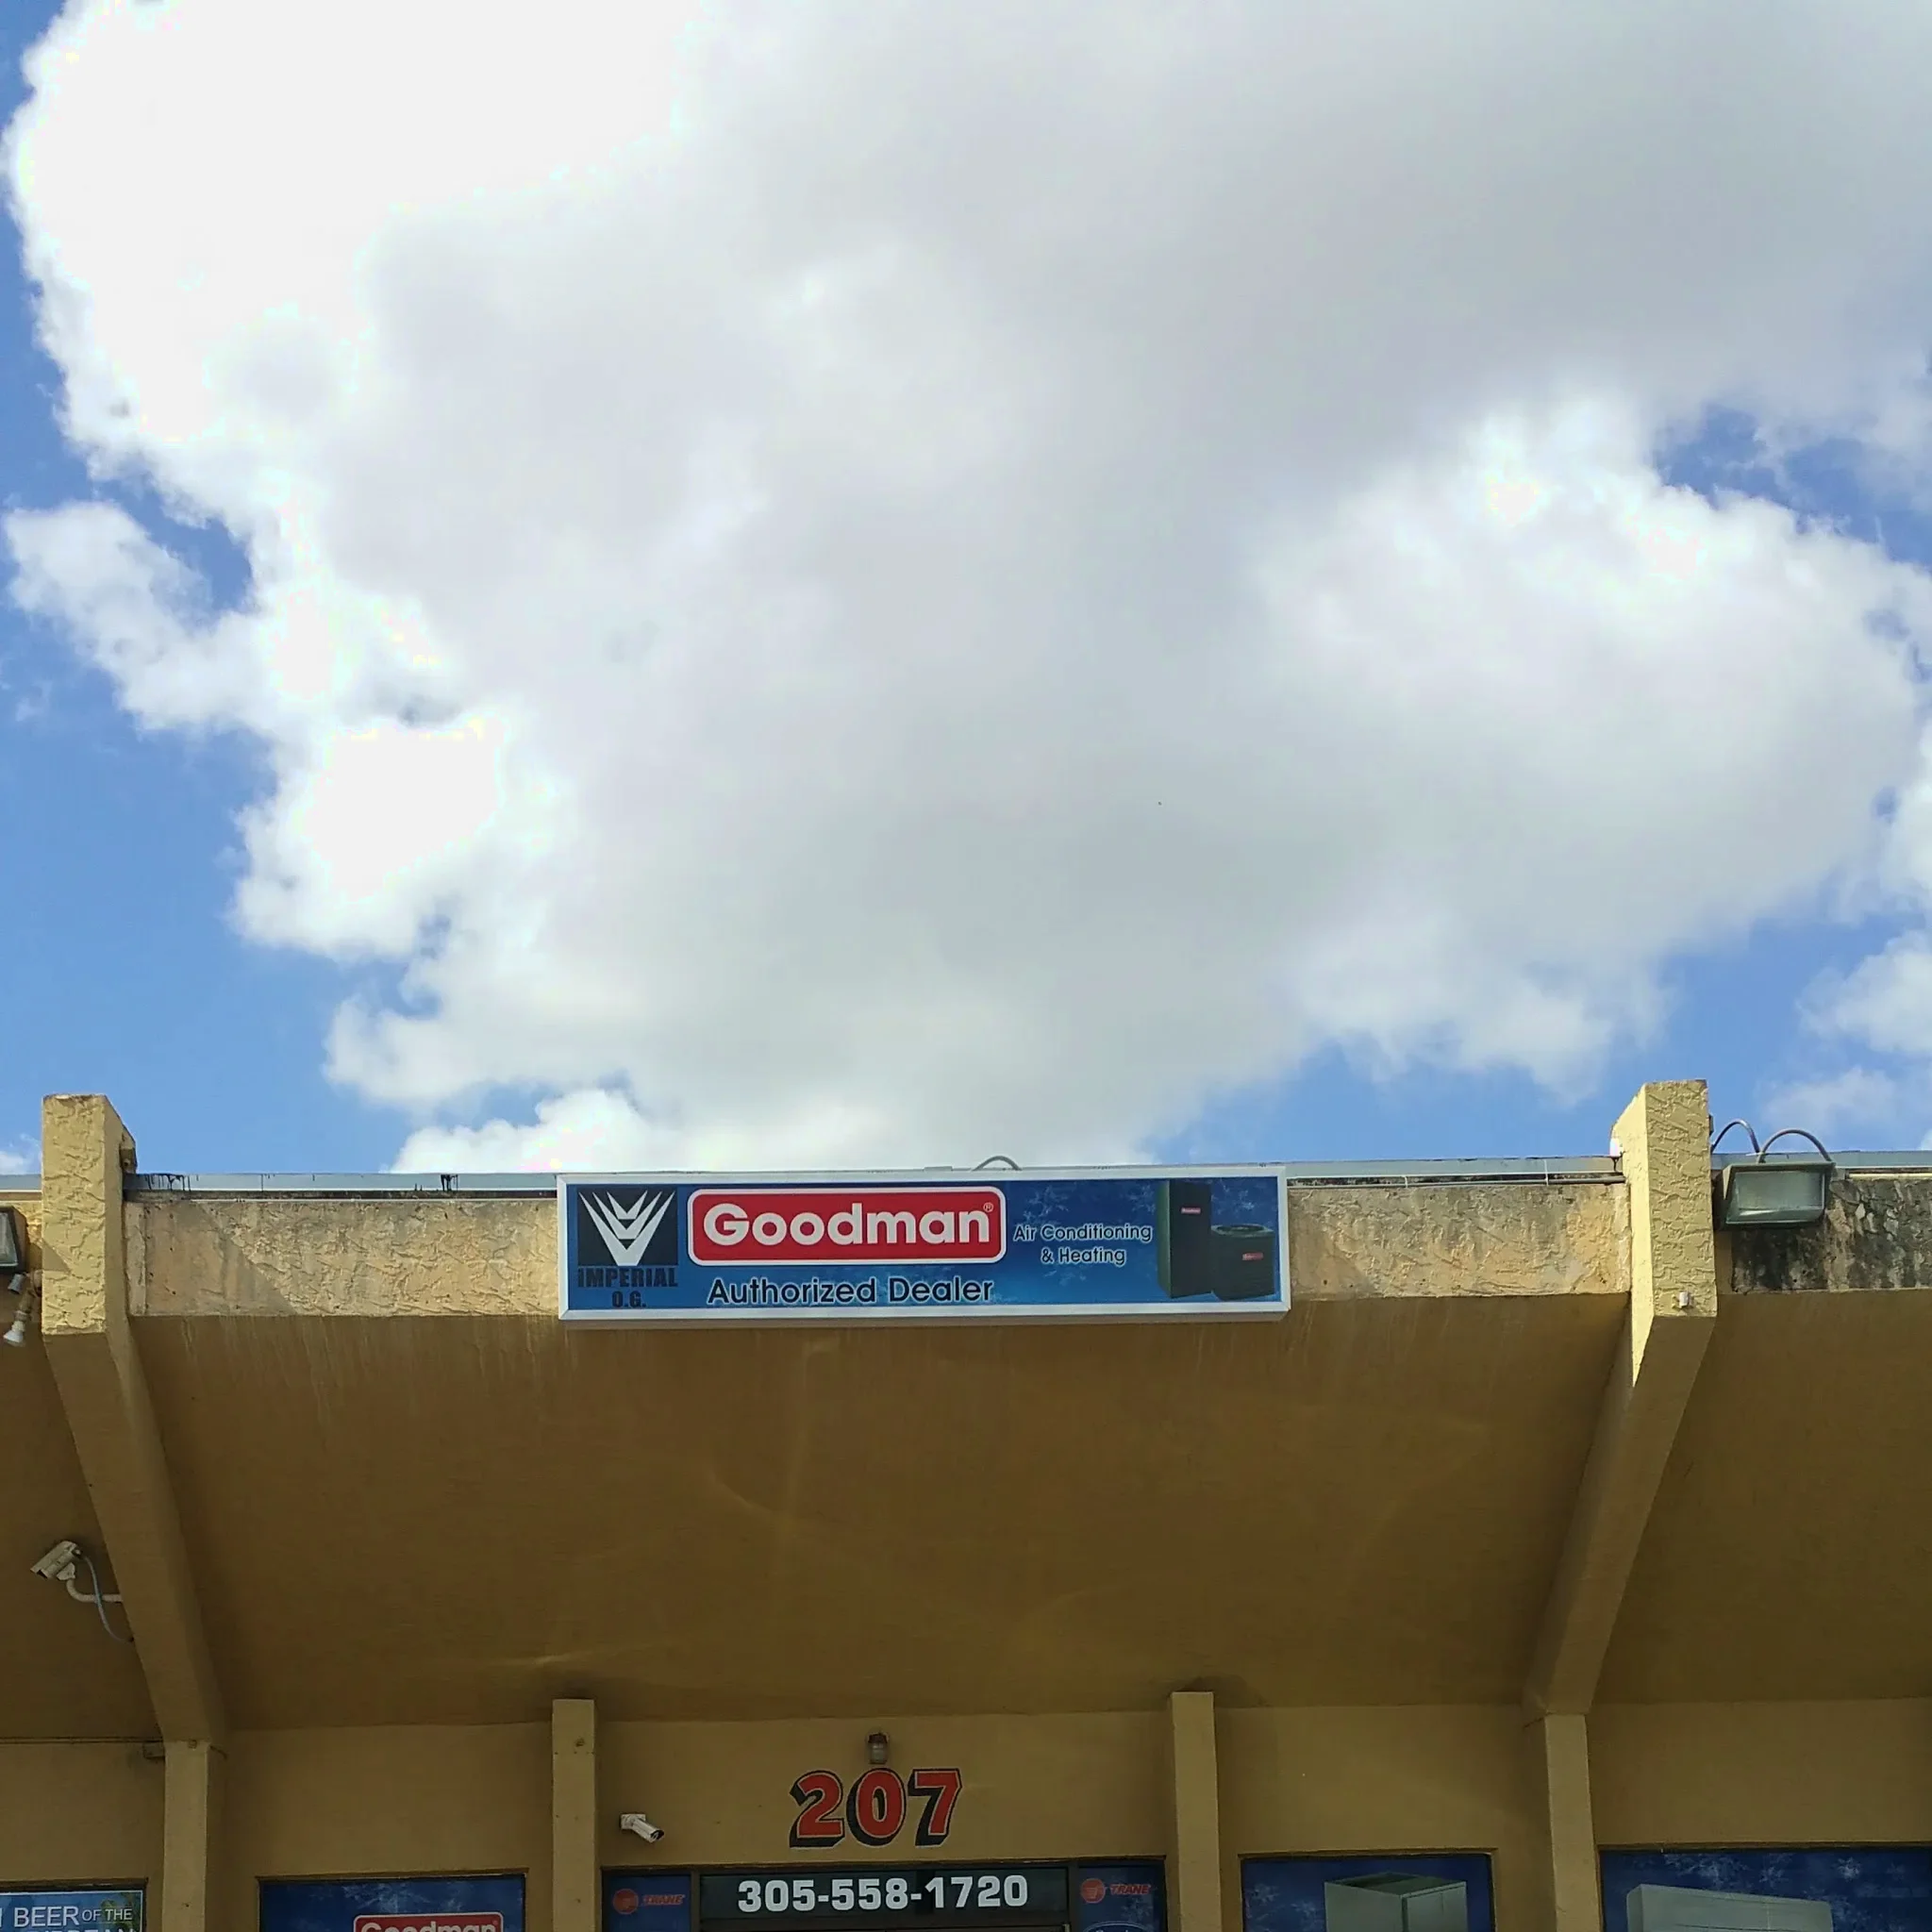 IMPERIAL
O.G.
Goodman®
Authorized Dealer
Air Conditioning
& Heating
207
305-558-1720
TRANE
TRANE
Goodman
BEER OF THE